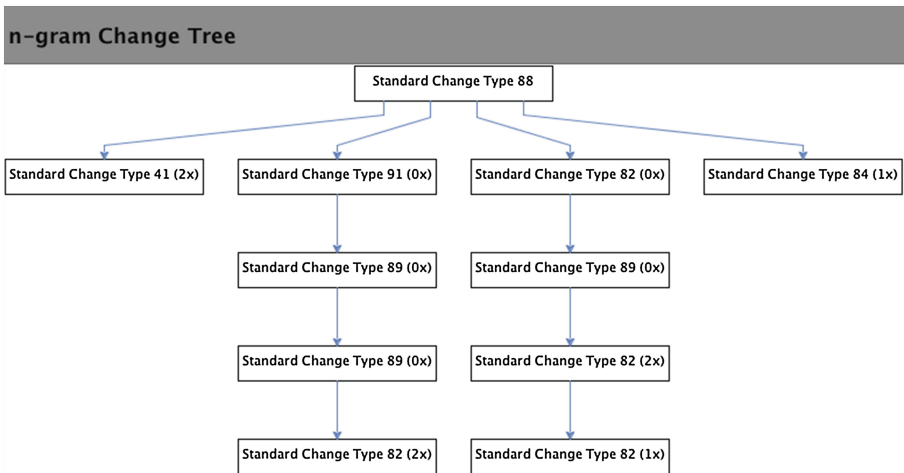 n-gram Change Tree
Standard Change Type 88
Standard Change Type 41 (2x)
Standard Change Type 91 (0x)
Standard Change Type 82 (0x)
Standard Change Type 84 (1x)
Standard Change Type 89 (0x)
Standard Change Type 89 (0x)
Standard Change Type 89 (0x)
Standard Change Type 82 (2x)
Standard Change Type 82 (2x)
Standard Change Type 82 (1x)